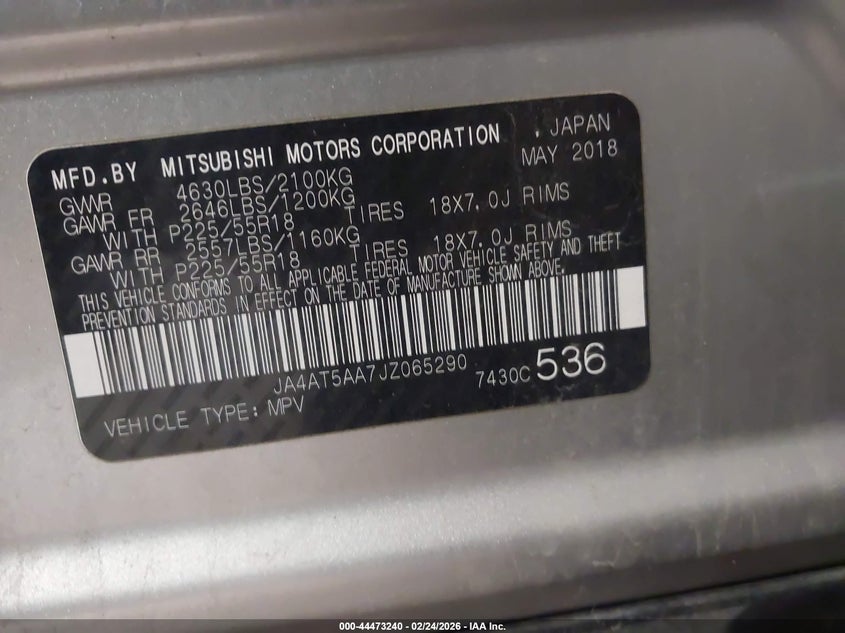 MFD.BY MITSUBISHI MOTORS CORPORATION . JAPAN
MAY 2018
GVWR 4630LBS/2100KG
GAWR FR 2646LBS/1200KG
WITH P225/55R18 TIRES 18X7.0J RIMS
GAWR RR 2557LBS/1160KG
WITH P225/55R18 TIRES 18X7.0J RIMS
THIS VEHICLE CONFORMS TO ALL APPLICABLE FEDERAL MOTOR VEHICLE SAFETY AND THEFT
PREVENTION STANDARDS IN EFFECT ON THE DATE OF MANUFACTURE SHOWN ABOVE.
JA4AT5AA7JZ065290 7430C 536
VEHICLE TYPE: MPV
000-44473240 - 02/24/2026 - IAA Inc.